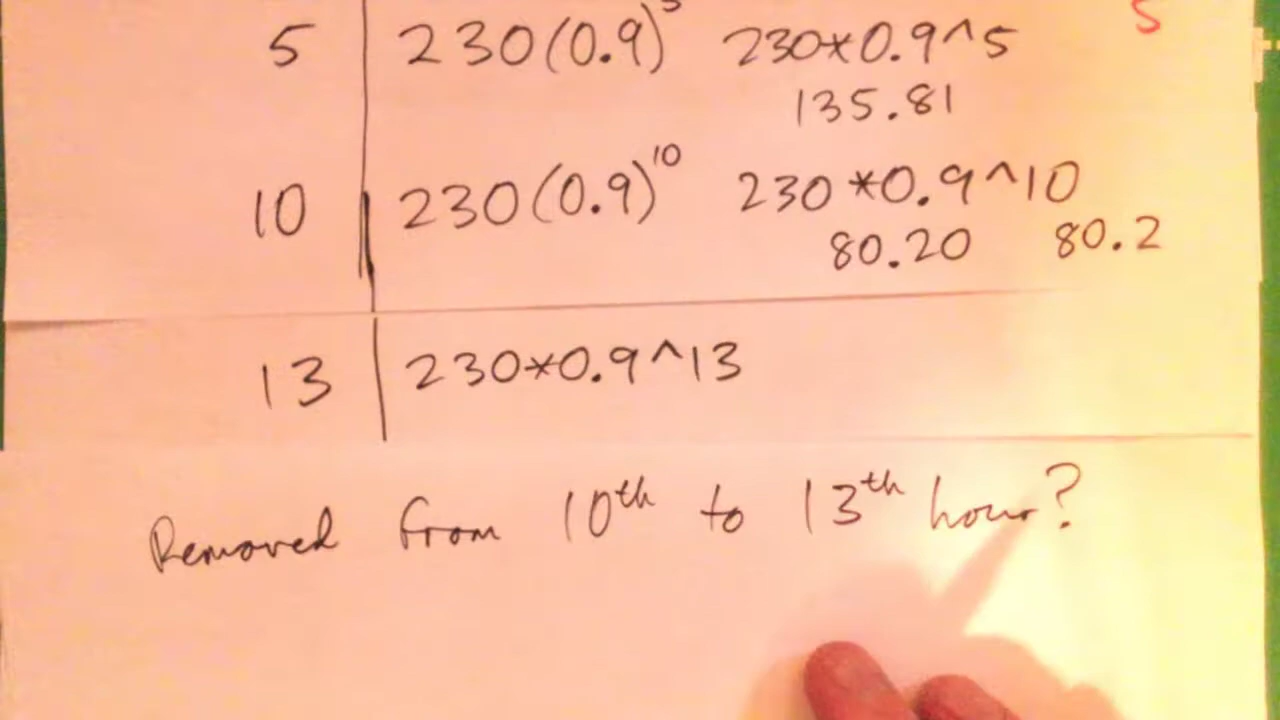 5 230(0.9)⁵ 230*0.9^5 5
135.81
10 230(0.9)¹⁰ 230*0.9^10
80.20 80.2
13 230*0.9^13
Removed from 10th to 13th hour?